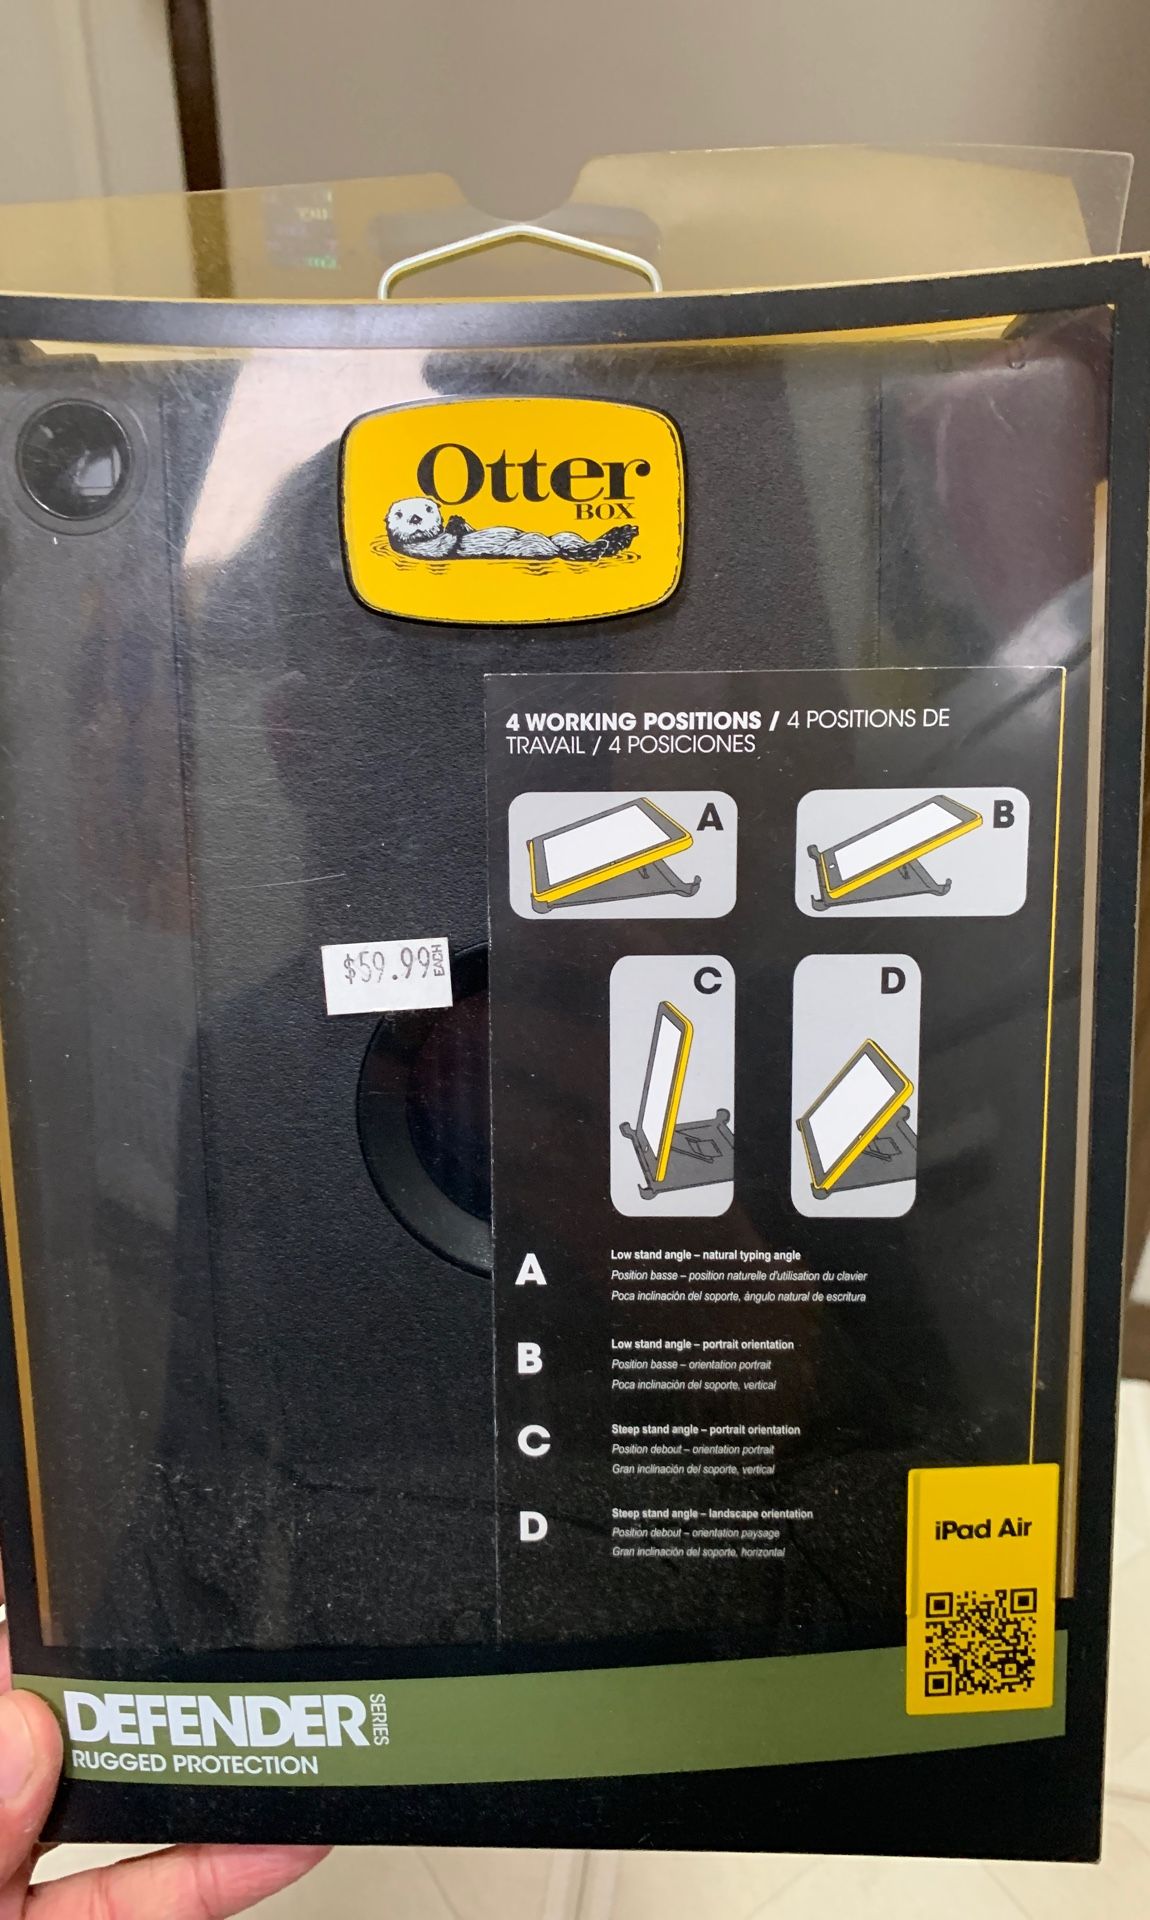 Otter
BOX
4 WORKING POSITIONS / 4 POSITIONS DE
TRAVAIL / 4 POSICIONES
A
B
$59.99 EACH
C
D
A
Low stand angle – natural typing angle
Position basse – position naturelle d'utilisation du clavier
Poca inclinación del soporte, ángulo natural de escritura
B
Low stand angle – portrait orientation
Position basse – orientation portrait
Poca inclinación del soporte, vertical
C
Steep stand angle – portrait orientation
Position debout – orientation portrait
Gran inclinación del soporte, vertical
D
Steep stand angle – landscape orientation
Position debout – orientation paysage
Gran inclinación del soporte, horizontal
iPad Air
DEFENDER SERIES
RUGGED PROTECTION